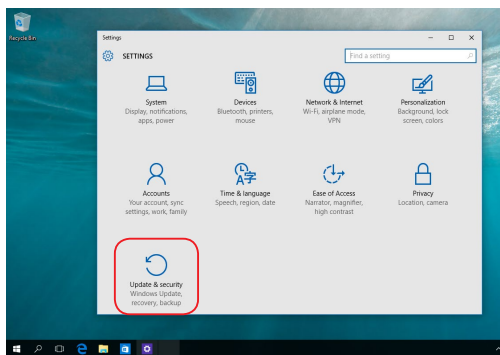 Recycle Bin
Settings
SETTINGS
Find a setting
System
Display, notifications,
apps, power
Devices
Bluetooth, printers,
mouse
Network & Internet
Wi-Fi, airplane mode,
VPN
Personalization
Background, lock
screen, colors
Accounts
Your account, sync
settings, work, family
Time & language
Speech, region, date
Ease of Access
Narrator, magnifier,
high contrast
Privacy
Location, camera
Update & security
Windows Update,
recovery, backup